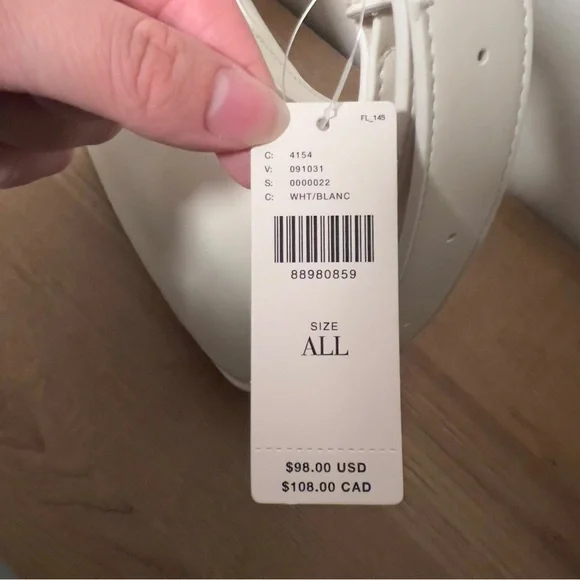 FL_145
C: 4154
V: 091031
S: 0000022
C: WHT/BLANC
88980859
SIZE
ALL
$98.00 USD
$108.00 CAD